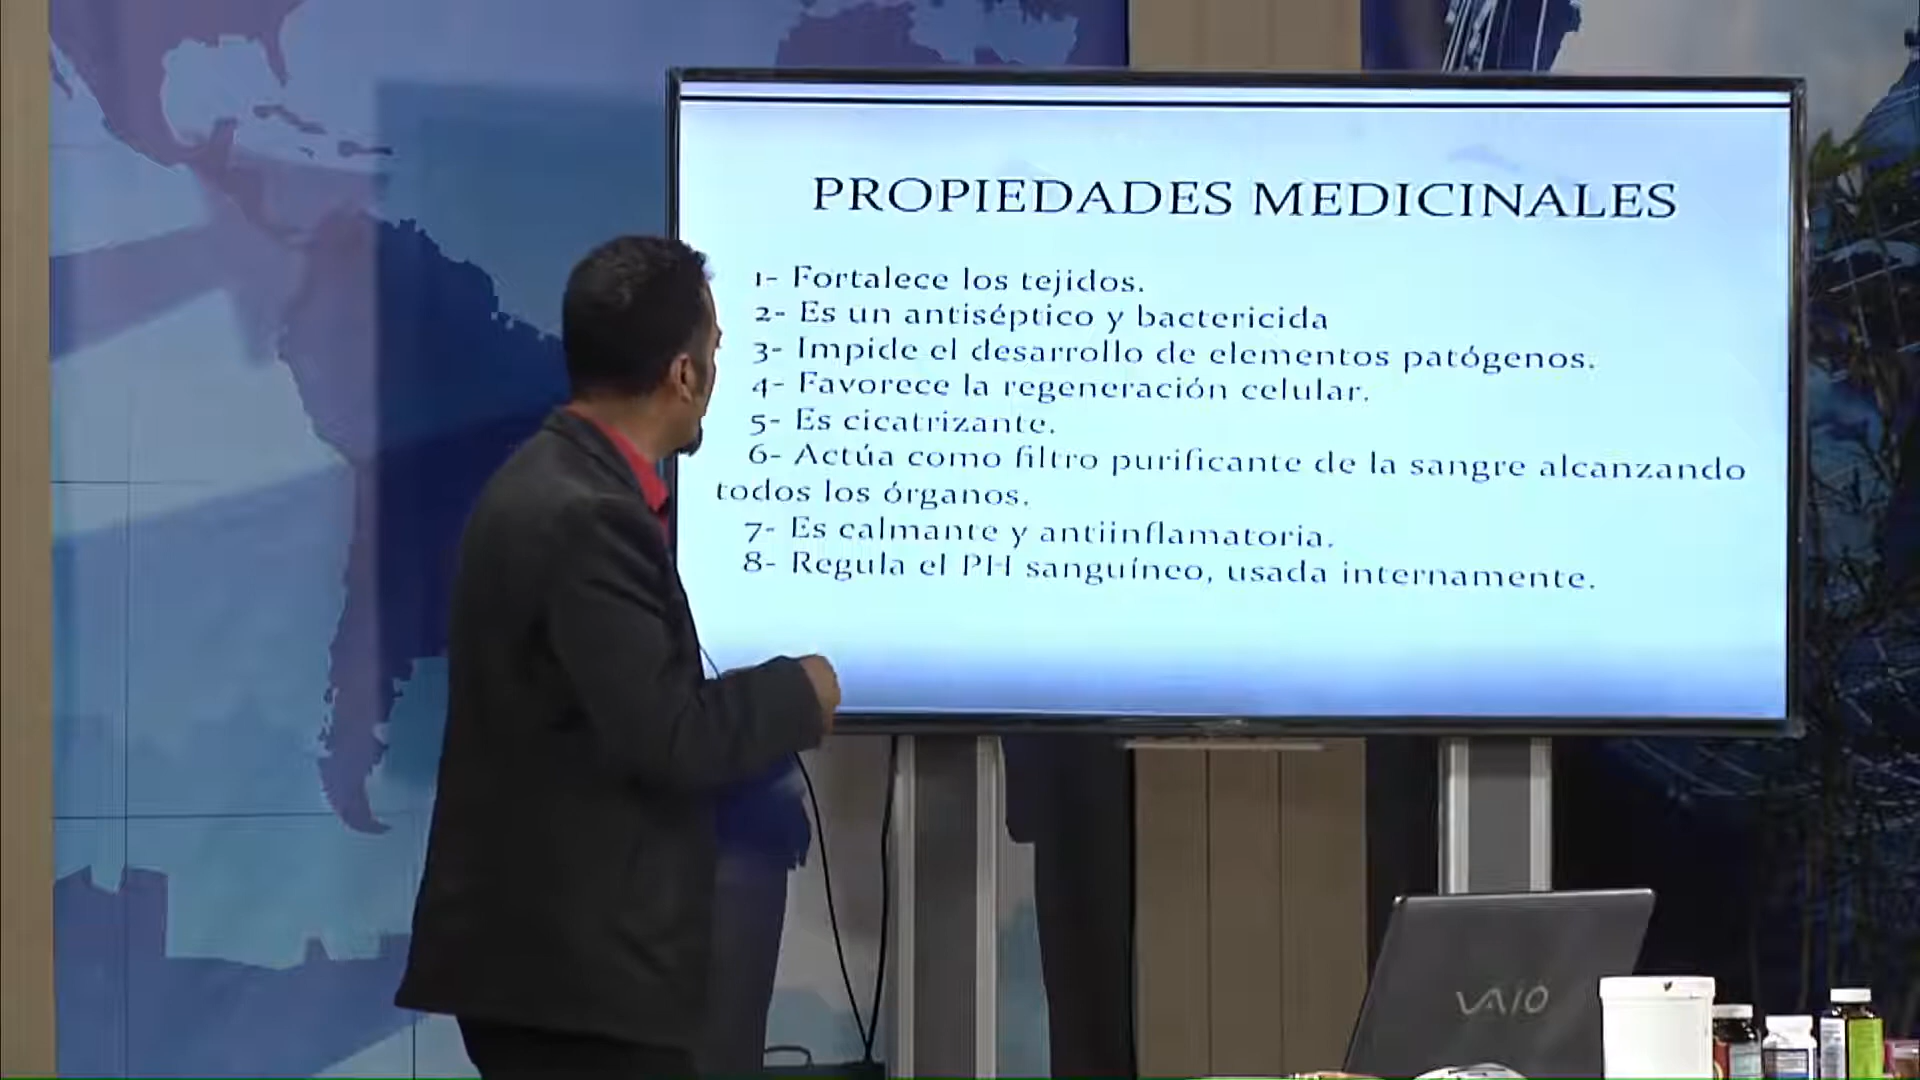 PROPIEDADES MEDICINALES
1- Fortalece los tejidos.
2- Es un antiséptico y bactericida
3- Impide el desarrollo de elementos patógenos.
4- Favorece la regeneración celular.
5- Es cicatrizante.
6- Actúa como filtro purificante de la sangre alcanzando
todos los órganos.
7- Es calmante y antiinflamatoria.
8- Regula el PH sanguíneo, usada internamente.
VAIO